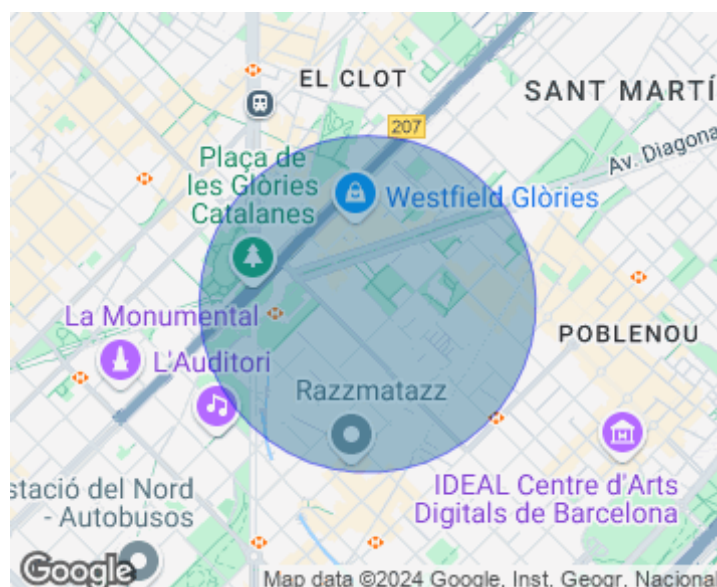 EL CLOT
SANT MARTÍ
207
Av. Diagona
Plaça de
les Glòries
Catalanes
Westfield Glòries
La Monumental
L'Auditori
POBLENOU
Razzmatazz
stació del Nord
- Autobusos
IDEAL Centre d'Arts
Digitals de Barcelona
Google
Map data ©2024 Google, Inst. Geogr. Nacional